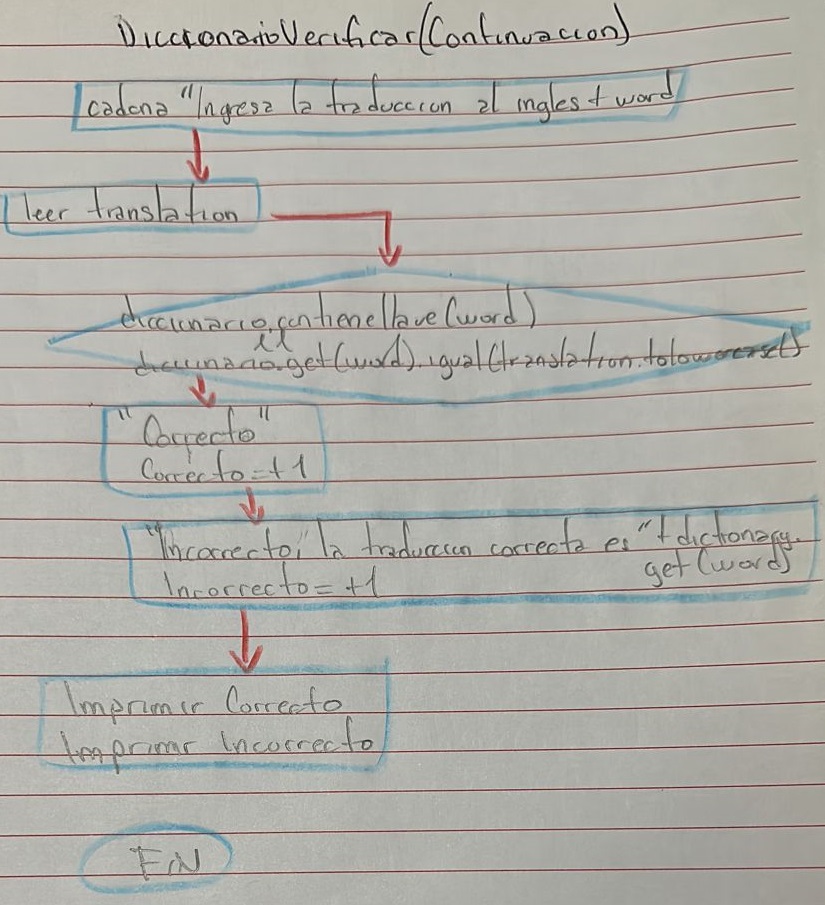 DiccionarioVerificar(Continuacion)
cadena "Ingresa la traduccion al ingles + word
leer translation
diccionario.contienellave(word)
&&
diccionario.get(word).igual(translation.tolowercase())
"Correcto"
Correcto=+1
"Incorrecto, la traduccion correcta es "+ dictionary.
get(word)
Incorrecto=+1
Imprimir Correcto
Imprimir Incorrecto
FIN